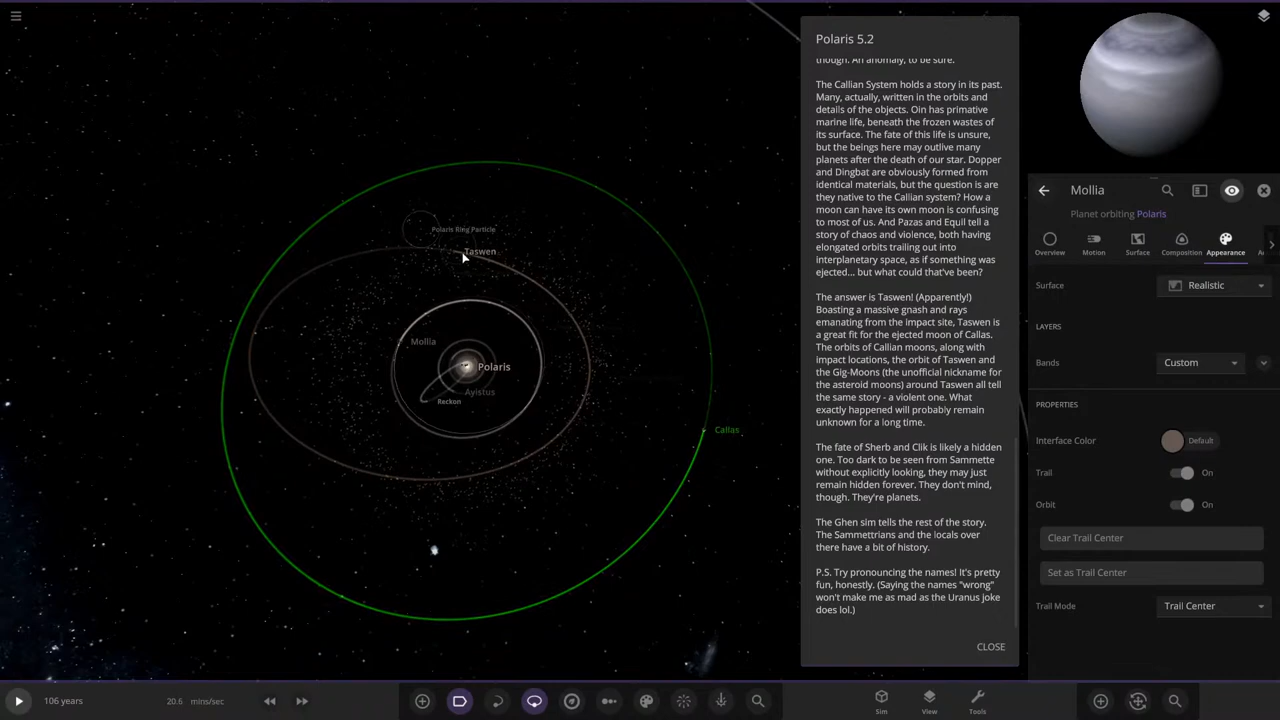 Polaris 5.2
though. An anomaly, to be sure.
The Callian System holds a story in its past.
Many, actually, written in the orbits and
details of the objects. Oin has primative
marine life, beneath the frozen wastes of
its surface. The fate of this life is unsure,
but the beings here may outlive many
planets after the death of our star. Dopper
and Dingbat are obviously formed from
identical materials, but the question is are
they native to the Callian system? How a
moon can have its own moon is confusing
to most of us. And Pazas and Equil tell a
story of chaos and violence, both having
elongated orbits trailing out into
interplanetary space, as if something was
ejected... but what could that've been?
The answer is Taswen! (Apparently!)
Boasting a massive gnash and rays
emanating from the impact site, Taswen is
a great fit for the ejected moon of Callas.
The orbits of Callian moons, along with
impact locations, the orbit of Taswen and
the Gig-Moons (the unofficial nickname for
the asteroid moons) around Taswen all tell
the same story - a violent one. What
exactly happened will probably remain
unknown for a long time.
The fate of Sherb and Clik is likely a hidden
one. Too dark to be seen from Sammette
without explicitly looking, they may just
remain hidden forever. They don't mind,
though. They're planets.
The Ghen sim tells the rest of the story.
The Sammettrians and the locals over
there have a bit of history.
P.S. Try pronouncing the names! It's pretty
fun, honestly. (Saying the names "wrong"
won't make me as mad as the Uranus joke
does lol.)
CLOSE
Polaris Ring Particle
Taswen
Mollia
Polaris
Ayistus
Reckon
Callas
Mollia
Planet orbiting Polaris
Overview
Motion
Surface
Composition
Appearance
Surface
Realistic
LAYERS
Bands
Custom
PROPERTIES
Interface Color
Default
Trail
On
Orbit
On
Clear Trail Center
Set as Trail Center
Trail Mode
Trail Center
106 years
20.6 mins/sec
Sim
View
Tools